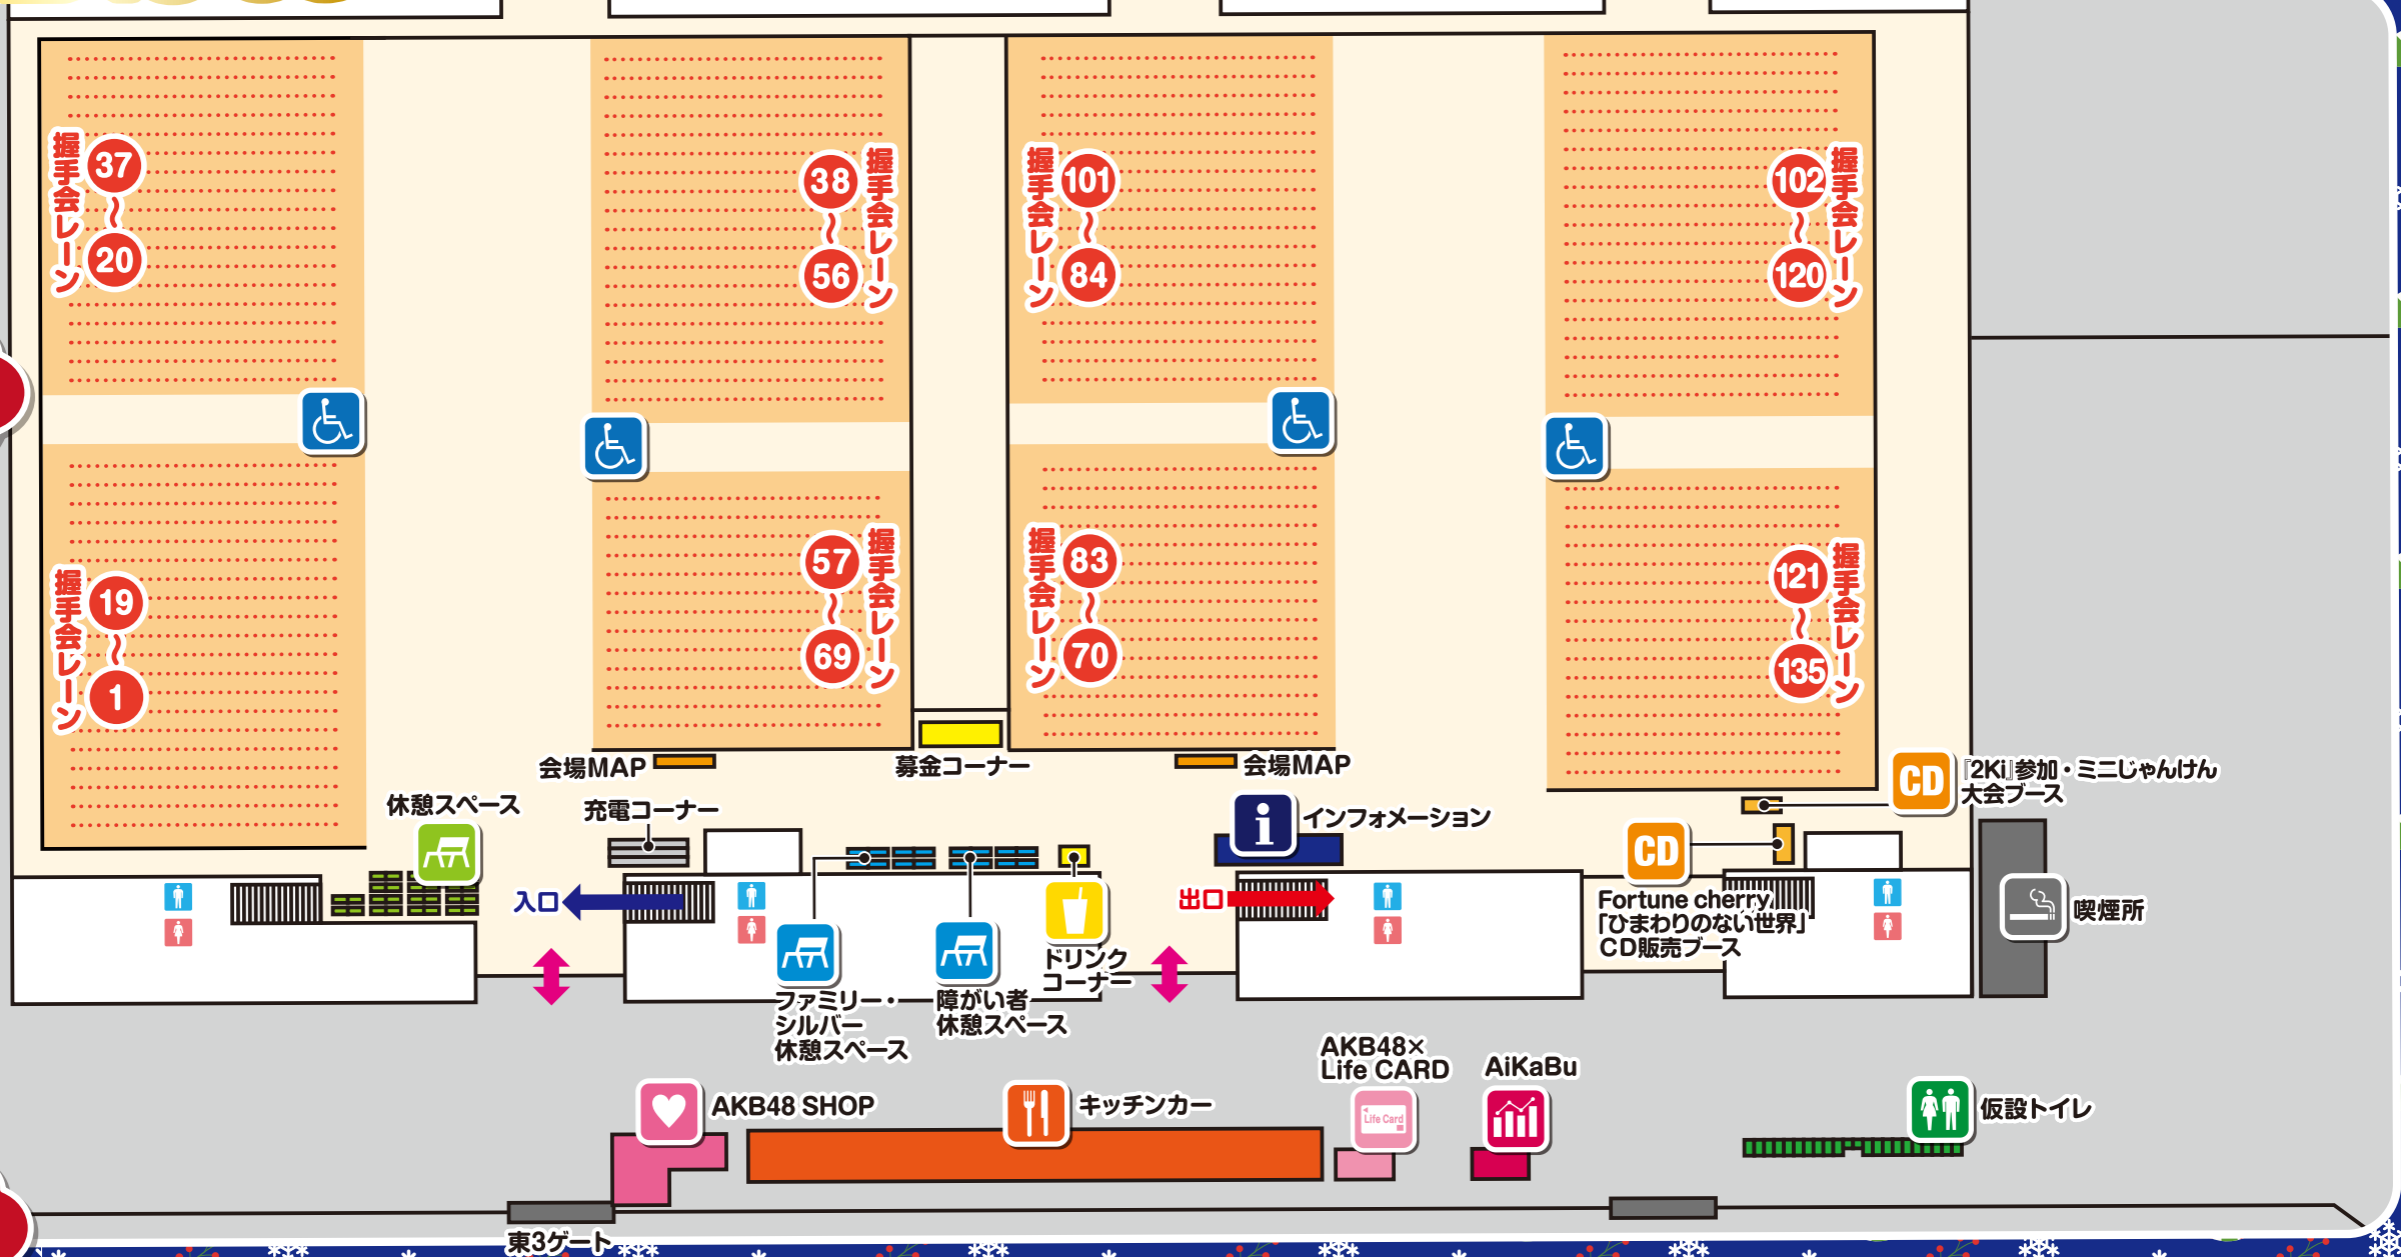 握手会レーン
37
〜
20
38
〜
56
握手会レーン
握手会レーン
101
〜
84
102
〜
120
握手会レーン
握手会レーン
19
〜
1
57
〜
69
握手会レーン
握手会レーン
83
〜
70
121
〜
135
握手会レーン
会場MAP
募金コーナー
会場MAP
CD
『2Ki』参加・ミニじゃんけん
大会ブース
休憩スペース
充電コーナー
i
インフォメーション
CD
Fortune cherry
「ひまわりのない世界」
CD販売ブース
入口
出口
喫煙所
ドリンク
コーナー
ファミリー・
シルバー
休憩スペース
障がい者
休憩スペース
AKB48×
Life CARD
Life Card
AiKaBu
AKB48 SHOP
キッチンカー
仮設トイレ
東3ゲート